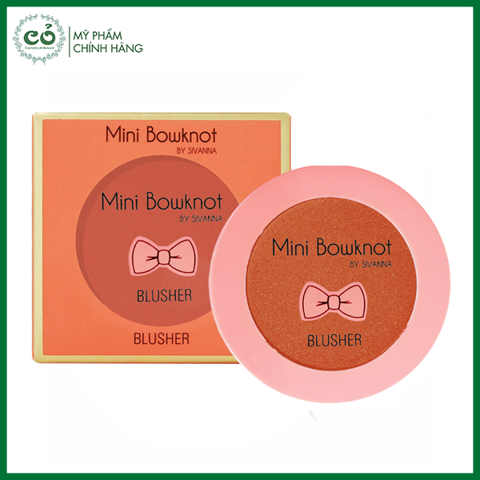 CỎ
MỸ PHẨM
CHÍNH HÃNG
Mini Bowknot
BY SIVANNA
Mini Bowknot
BY SIVANNA
BLUSHER
BLUSHER
Mini Bowknot
BY SIVANNA
BLUSHER